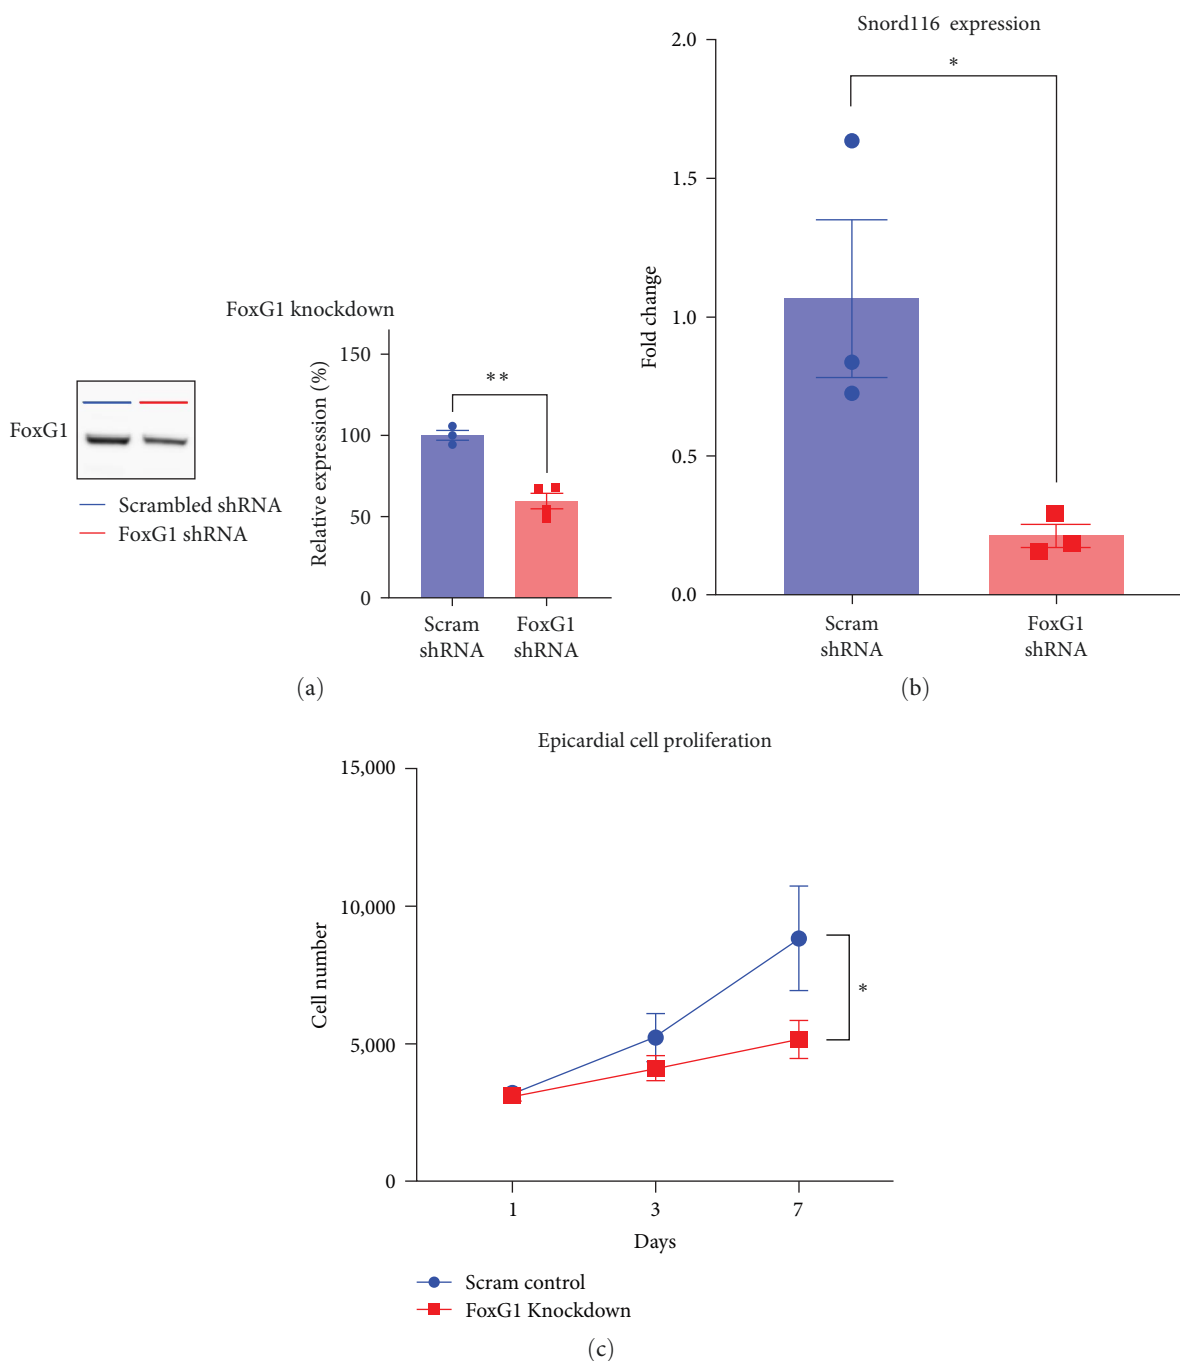 FoxG1
Scrambled shRNA
FoxG1 shRNA
FoxG1 knockdown
Relative expression (%)
150
100
50
0
**
Scram
shRNA
FoxG1
shRNA
(a)
Snord116 expression
Fold change
2.0
1.5
1.0
0.5
0.0
*
Scram
shRNA
FoxG1
shRNA
(b)
Epicardial cell proliferation
Cell number
15,000
10,000
5,000
0
*
1
3
7
Days
Scram control
FoxG1 Knockdown
(c)